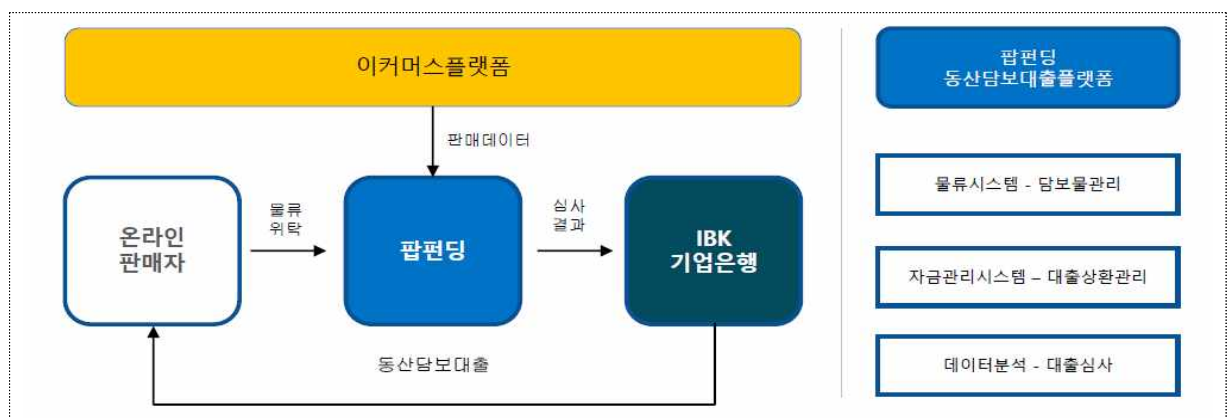 이커머스플랫폼
판매데이터
온라인
판매자
물류
위탁
팝펀딩
심사
결과
IBK
기업은행
동산담보대출
팝펀딩
동산담보대출플랫폼
물류시스템 - 담보물관리
자금관리시스템 – 대출상환관리
데이터분석 - 대출심사